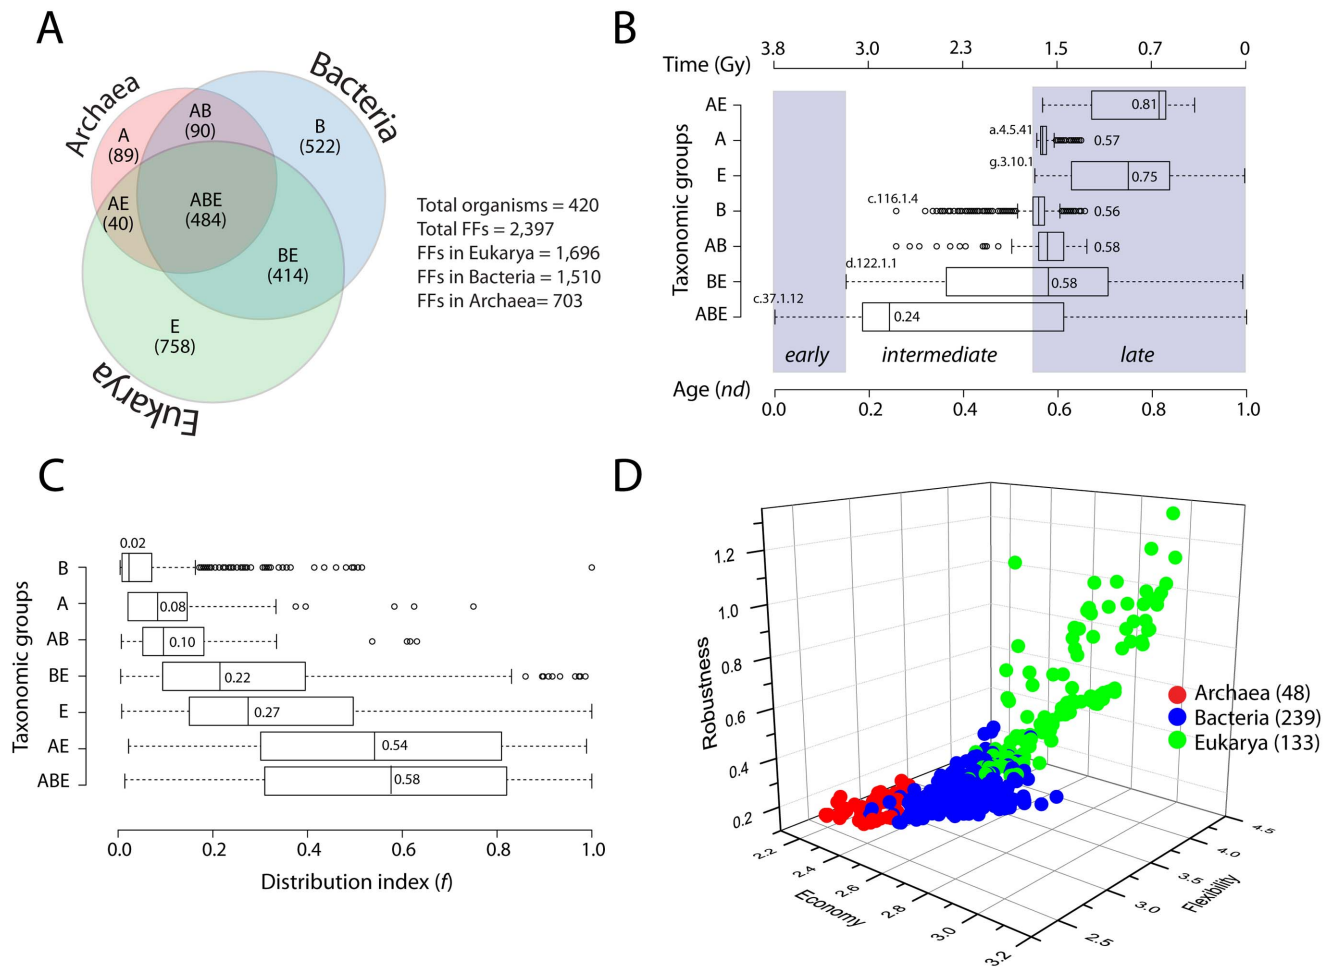 A
Archaea
Bacteria
Eukarya
A
(89)
AB
(90)
B
(522)
AE
(40)
ABE
(484)
BE
(414)
E
(758)
Total organisms = 420
Total FFs = 2,397
FFs in Eukarya = 1,696
FFs in Bacteria = 1,510
FFs in Archaea= 703
B
Time (Gy)
3.8 3.0 2.3 1.5 0.7 0
Taxonomic groups
AE 0.81
A a.4.5.41 0.57
E g.3.10.1 0.75
B c.116.1.4 0.56
AB 0.58
BE d.122.1.1 0.58
ABE c.37.1.12 0.24
early intermediate late
Age (nd)
0.0 0.2 0.4 0.6 0.8 1.0
C
Taxonomic groups
B 0.02
A 0.08
AB 0.10
BE 0.22
E 0.27
AE 0.54
ABE 0.58
0.0 0.2 0.4 0.6 0.8 1.0
Distribution index (f)
D
Robustness
1.2
1.0
0.8
0.6
0.4
0.2
Economy
2.2 2.4 2.6 2.8 3.0 3.2
Flexibility
2.5 3.0 3.5 4.0 4.5
Archaea (48)
Bacteria (239)
Eukarya (133)